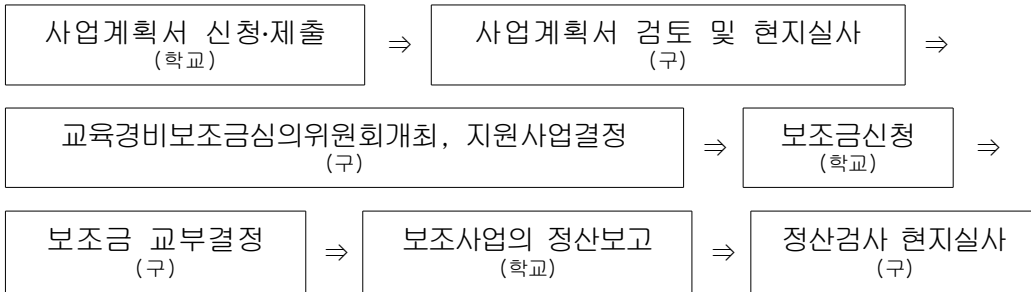 사업계획서 신청·제출 ⇒ 사업계획서 검토 및 현지실사 ⇒
(학교) (구)
교육경비보조금심의위원회개최, 지원사업결정 ⇒ 보조금신청 ⇒
(구) (학교)
보조금 교부결정 ⇒ 보조사업의 정산보고 ⇒ 정산검사 현지실사
(구) (학교) (구)